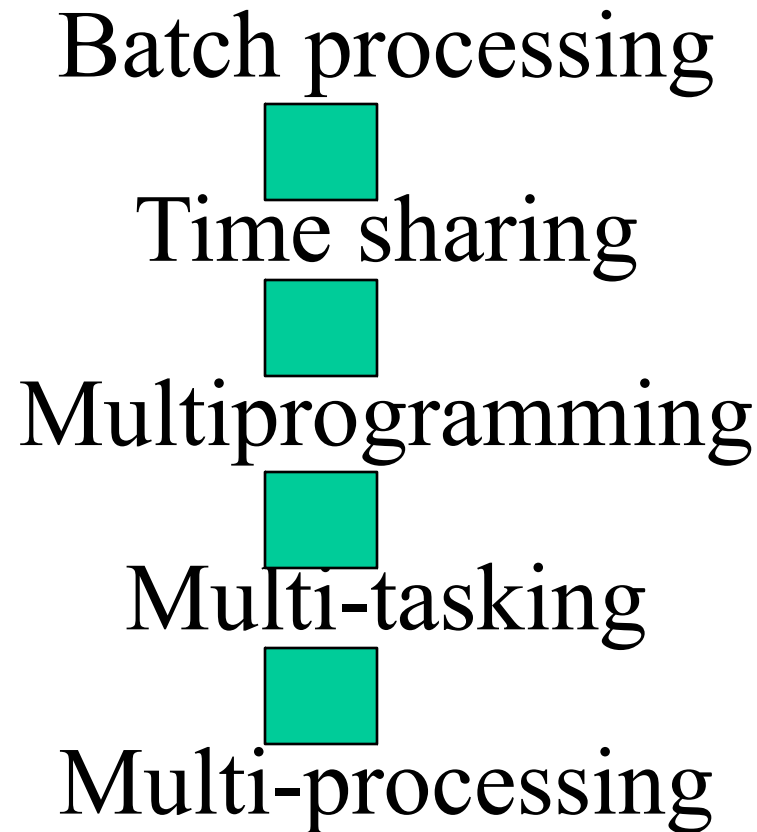 Batch processing
Time sharing
Multiprogramming
Multi-tasking
Multi-processing